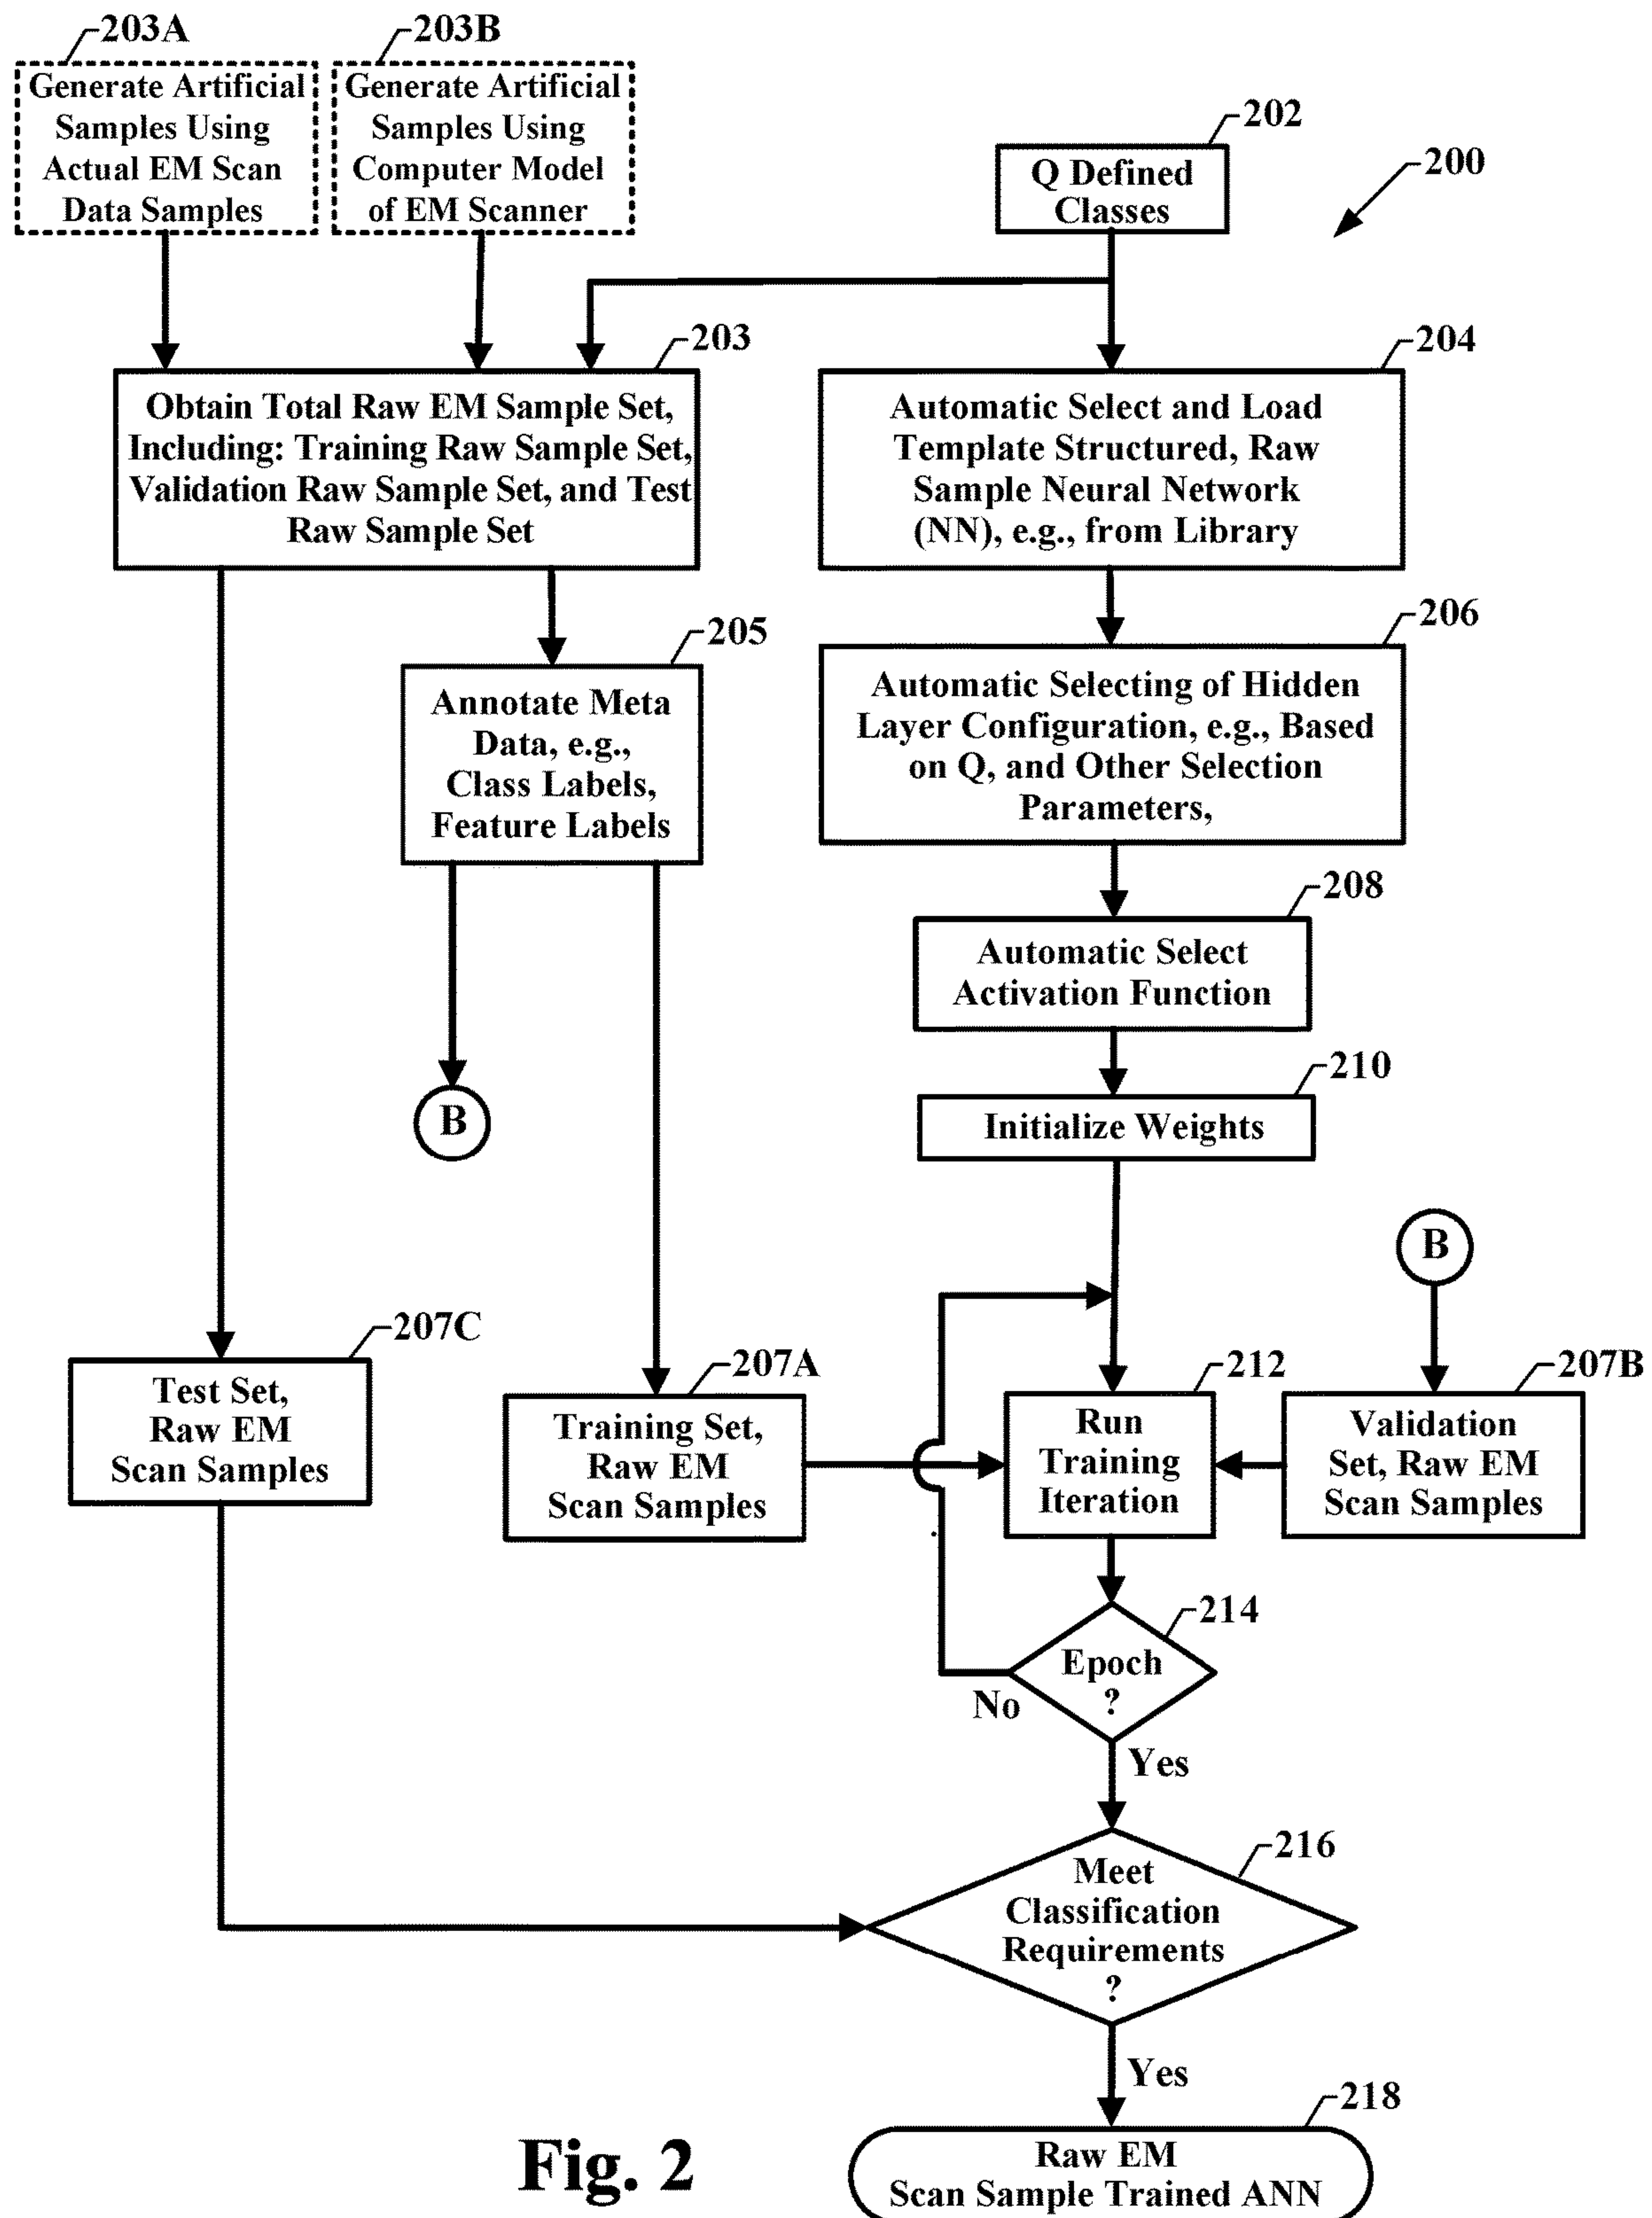 203A
203B
Generate Artificial
Samples Using
Actual EM Scan
Data Samples
Generate Artificial
Samples Using
Computer Model
of EM Scanner
202
Q Defined
Classes
200
203
Obtain Total Raw EM Sample Set,
Including: Training Raw Sample Set,
Validation Raw Sample Set, and Test
Raw Sample Set
204
Automatic Select and Load
Template Structured, Raw
Sample Neural Network
(NN), e.g., from Library
205
Annotate Meta
Data, e.g.,
Class Labels,
Feature Labels
206
Automatic Selecting of Hidden
Layer Configuration, e.g., Based
on Q, and Other Selection
Parameters,
208
Automatic Select
Activation Function
B
210
Initialize Weights
B
207C
Test Set,
Raw EM
Scan Samples
207A
Training Set,
Raw EM
Scan Samples
212
Run
Training
Iteration
207B
Validation
Set, Raw EM
Scan Samples
214
Epoch
?
No
Yes
216
Meet
Classification
Requirements
?
Yes
218
Raw EM
Scan Sample Trained ANN
Fig. 2